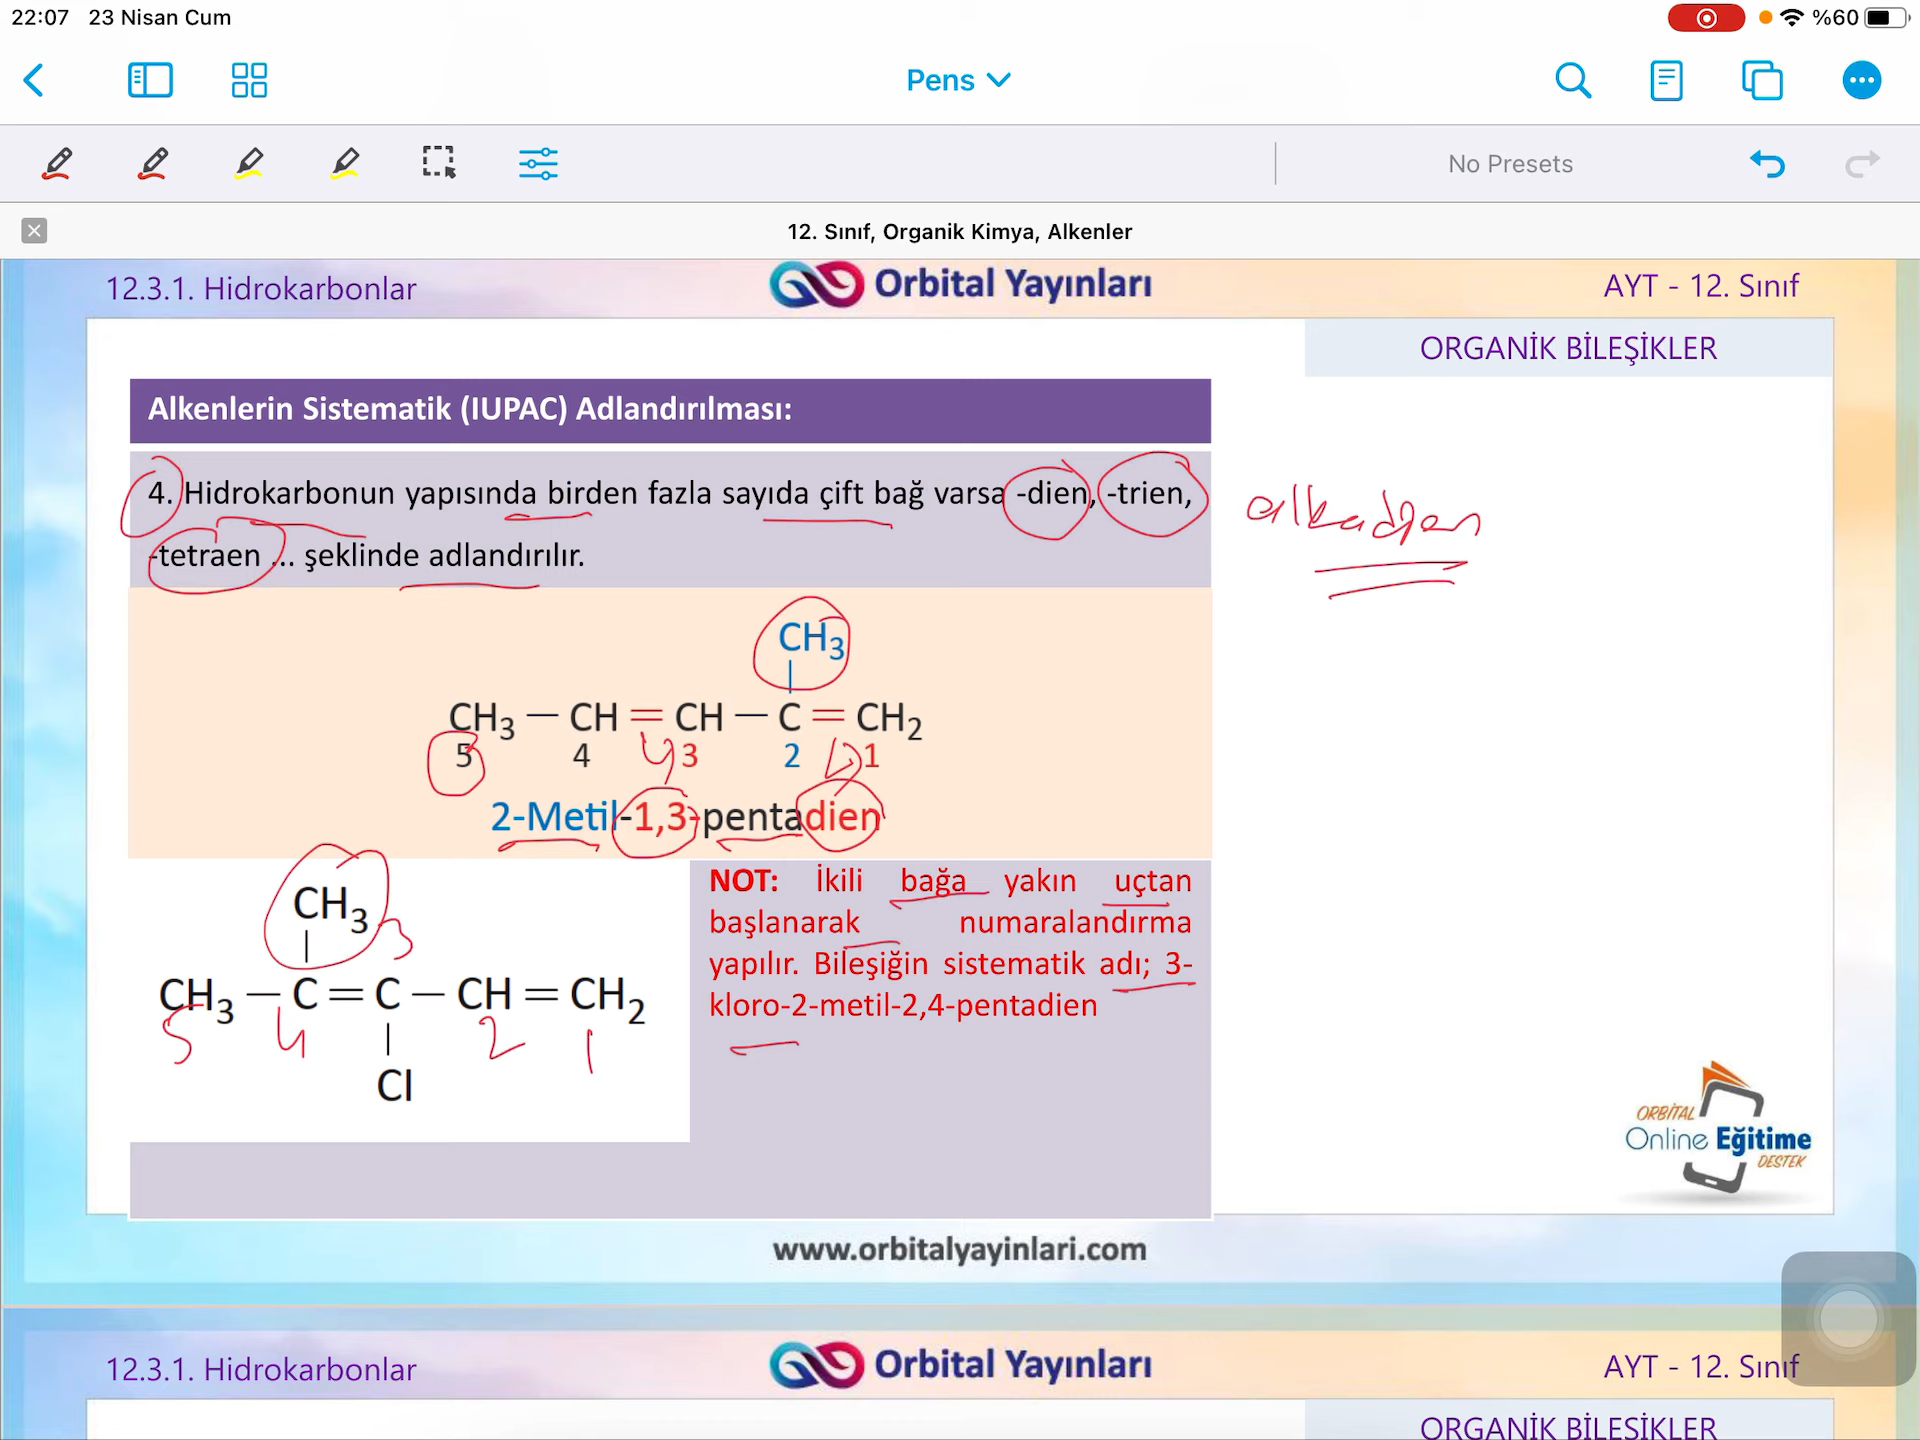 22:07 23 Nisan Cum
%60
Pens
No Presets
12. Sınıf, Organik Kimya, Alkenler
12.3.1. Hidrokarbonlar
Orbital Yayınları
AYT - 12. Sınıf
ORGANİK BİLEŞİKLER
Alkenlerin Sistematik (IUPAC) Adlandırılması:
4. Hidrokarbonun yapısında birden fazla sayıda çift bağ varsa -dien, -trien,
-tetraen ... şeklinde adlandırılır.
alkadien
CH3
CH3 — CH = CH — C = CH2
5 4 3 2 1
2-Metil-1,3-pentadien
CH3
3
CH3 — C = C — CH = CH2
5 4 2 1
Cl
NOT: İkili bağa yakın uçtan
başlanarak numaralandırma
yapılır. Bileşiğin sistematik adı; 3-
kloro-2-metil-2,4-pentadien
ORBİTAL
Online Eğitime
DESTEK
www.orbitalyayinlari.com
12.3.1. Hidrokarbonlar
Orbital Yayınları
AYT - 12. Sınıf
ORGANİK BİLEŞİKLER